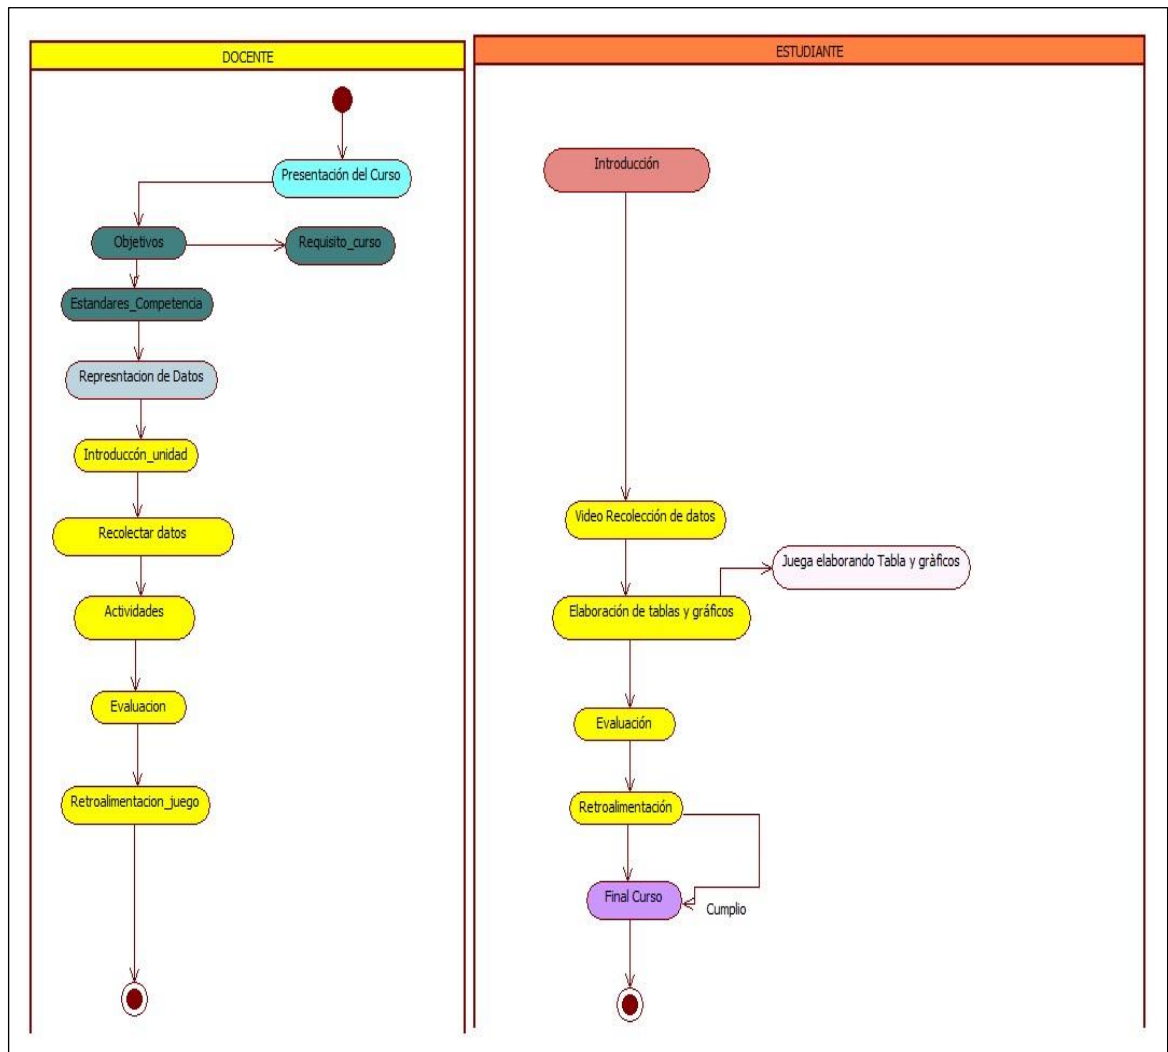 DOCENTE
Presentación del Curso
Objetivos
Requisito_curso
Estandares_Competencia
Represntacion de Datos
Introduccón_unidad
Recolectar datos
Actividades
Evaluacion
Retroalimentacion_juego
ESTUDIANTE
Introducción
Video Recolección de datos
Juega elaborando Tabla y gràficos
Elaboración de tablas y gráficos
Evaluación
Retroalimentación
Final Curso
Cumplio